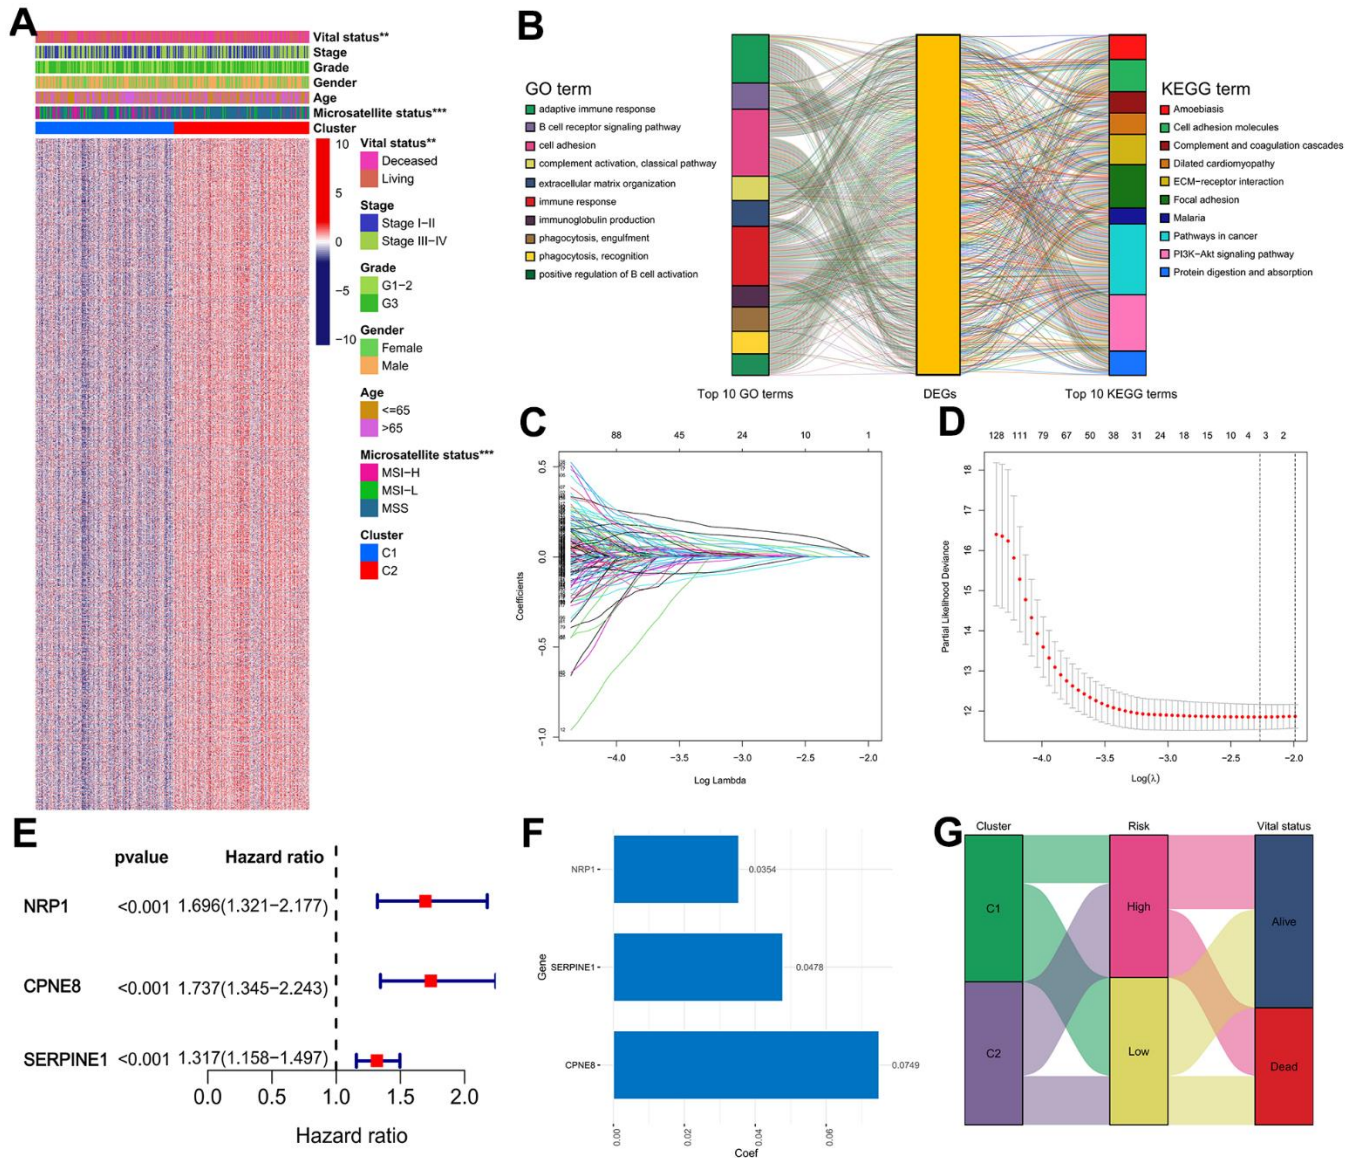 A
Vital status**
Stage
Grade
Gender
Age
Microsatellite status***
Cluster
10
5
0
−5
−10
Vital status**
Deceased
Living
Stage
Stage I−II
Stage III−IV
Grade
G1−2
G3
Gender
Female
Male
Age
<=65
>65
Microsatellite status***
MSI−H
MSI−L
MSS
Cluster
C1
C2
B
GO term
adaptive immune response
B cell receptor signaling pathway
cell adhesion
complement activation, classical pathway
extracellular matrix organization
immune response
immunoglobulin production
phagocytosis, engulfment
phagocytosis, recognition
positive regulation of B cell activation
KEGG term
Amoebiasis
Cell adhesion molecules
Complement and coagulation cascades
Dilated cardiomyopathy
ECM−receptor interaction
Focal adhesion
Malaria
Pathways in cancer
PI3K−Akt signaling pathway
Protein digestion and absorption
Top 10 GO terms
DEGs
Top 10 KEGG terms
C
88 45 24 10 1
0.5
0.0
−0.5
−1.0
Coefficients
−4.0 −3.5 −3.0 −2.5 −2.0
Log Lambda
D
128 111 79 67 50 38 31 24 18 15 10 4 3 2
18
17
16
15
14
13
12
Partial Likelihood Deviance
−4.0 −3.5 −3.0 −2.5 −2.0
Log(λ)
E
pvalue Hazard ratio
NRP1 <0.001 1.696(1.321−2.177)
CPNE8 <0.001 1.737(1.345−2.243)
SERPINE1 <0.001 1.317(1.158−1.497)
0.0 0.5 1.0 1.5 2.0
Hazard ratio
F
NRP1
0.0354
SERPINE1
0.0478
CPNE8
0.0749
Gene
0.00 0.02 0.04 0.06
Coef
G
Cluster Risk Vital status
C1
High
Alive
C2
Low
Dead